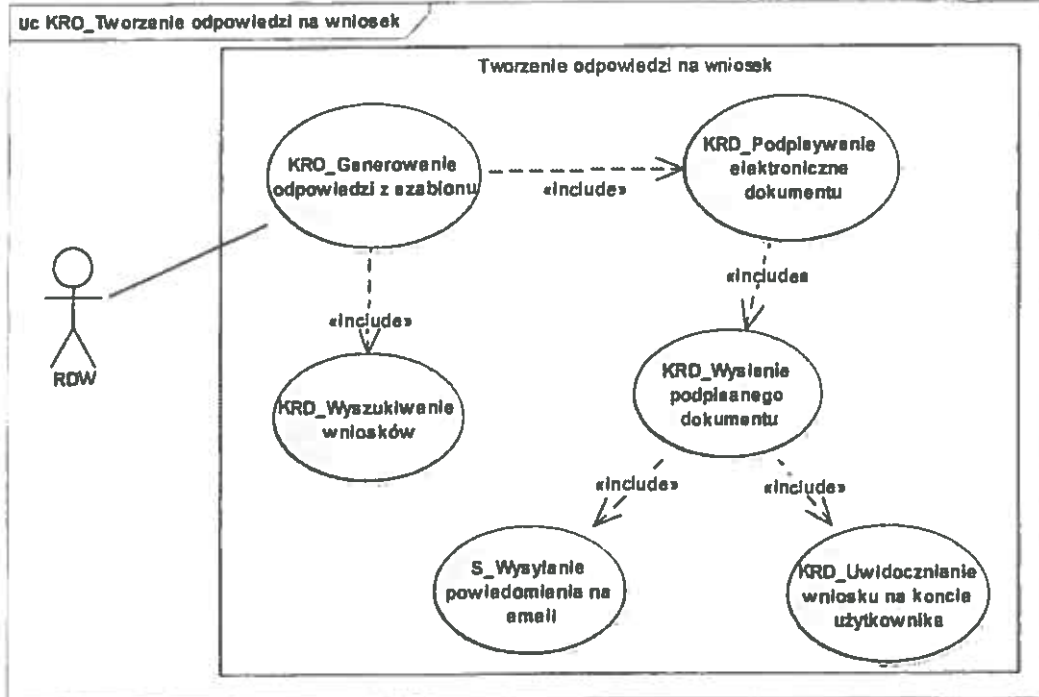 uc KRO_Tworzenie odpowiedzi na wniosek
Tworzenie odpowiedzi na wniosek
KRO_Generowanie
odpowiedzi z szablonu
KRD_Podpisywanie
elektroniczne
dokumentu
«include»
«include»
«include»
RDW
KRD_Wyszukiwanie
wniosków
KRD_Wysłanie
podpisanego
dokumentu
«include»
«include»
S_Wysyłanie
powiadomienia na
email
KRD_Uwidocznianie
wniosku na koncie
użytkownika